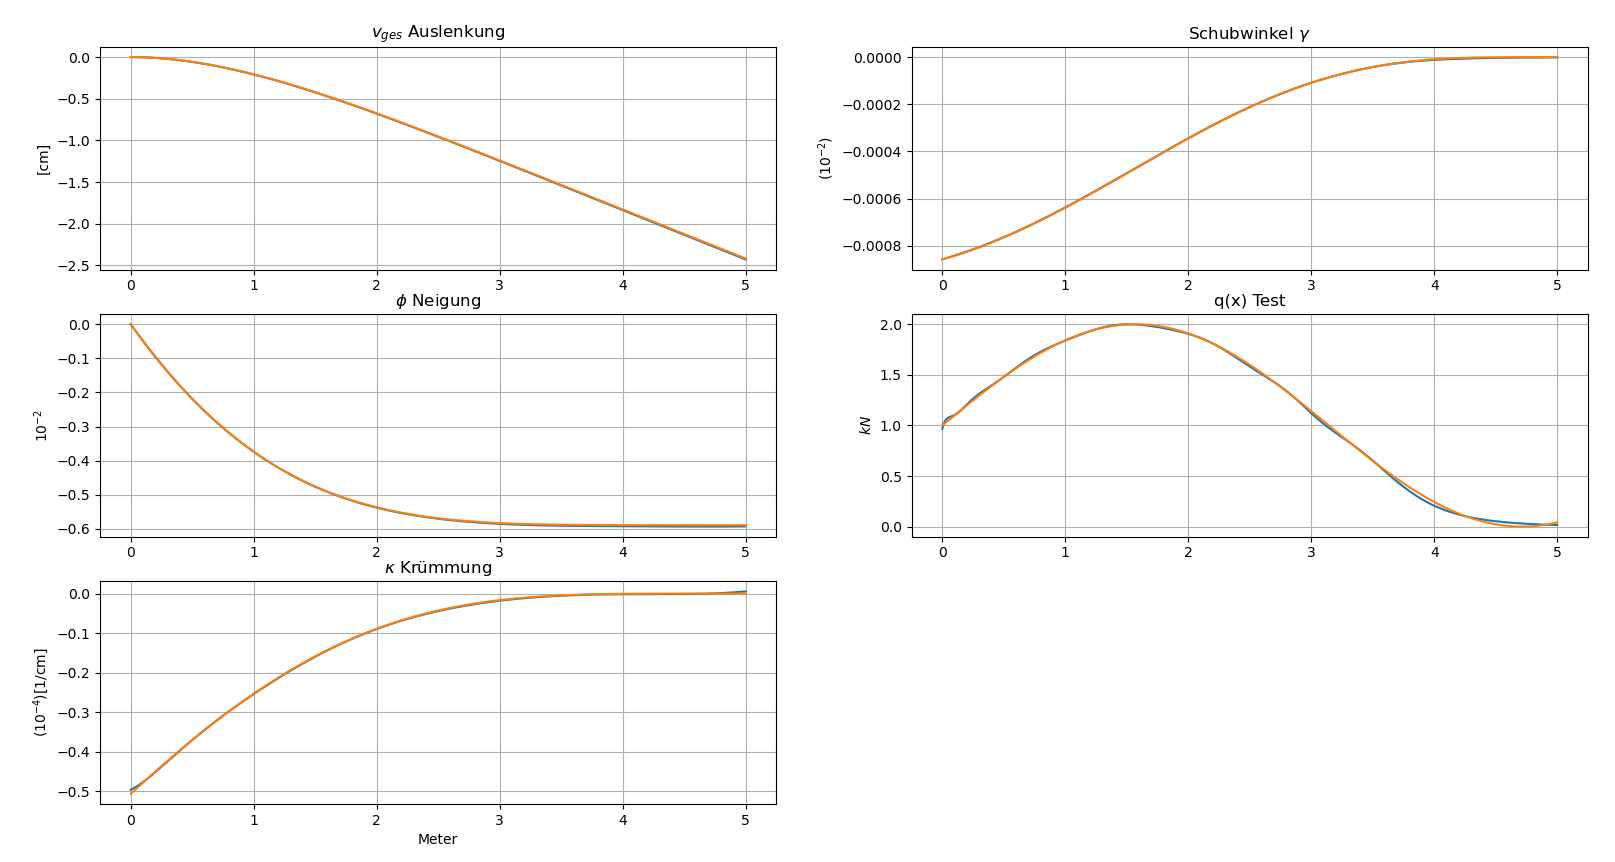 v_ges Auslenkung
[cm]
0.0
−0.5
−1.0
−1.5
−2.0
−2.5
0 1 2 3 4 5
Schubwinkel γ
(10⁻²)
0.0000
−0.0002
−0.0004
−0.0006
−0.0008
0 1 2 3 4 5
ϕ Neigung
10⁻²
0.0
−0.1
−0.2
−0.3
−0.4
−0.5
−0.6
0 1 2 3 4 5
q(x) Test
kN
2.0
1.5
1.0
0.5
0.0
0 1 2 3 4 5
κ Krümmung
(10⁻⁴)[1/cm]
0.0
−0.1
−0.2
−0.3
−0.4
−0.5
0 1 2 3 4 5
Meter